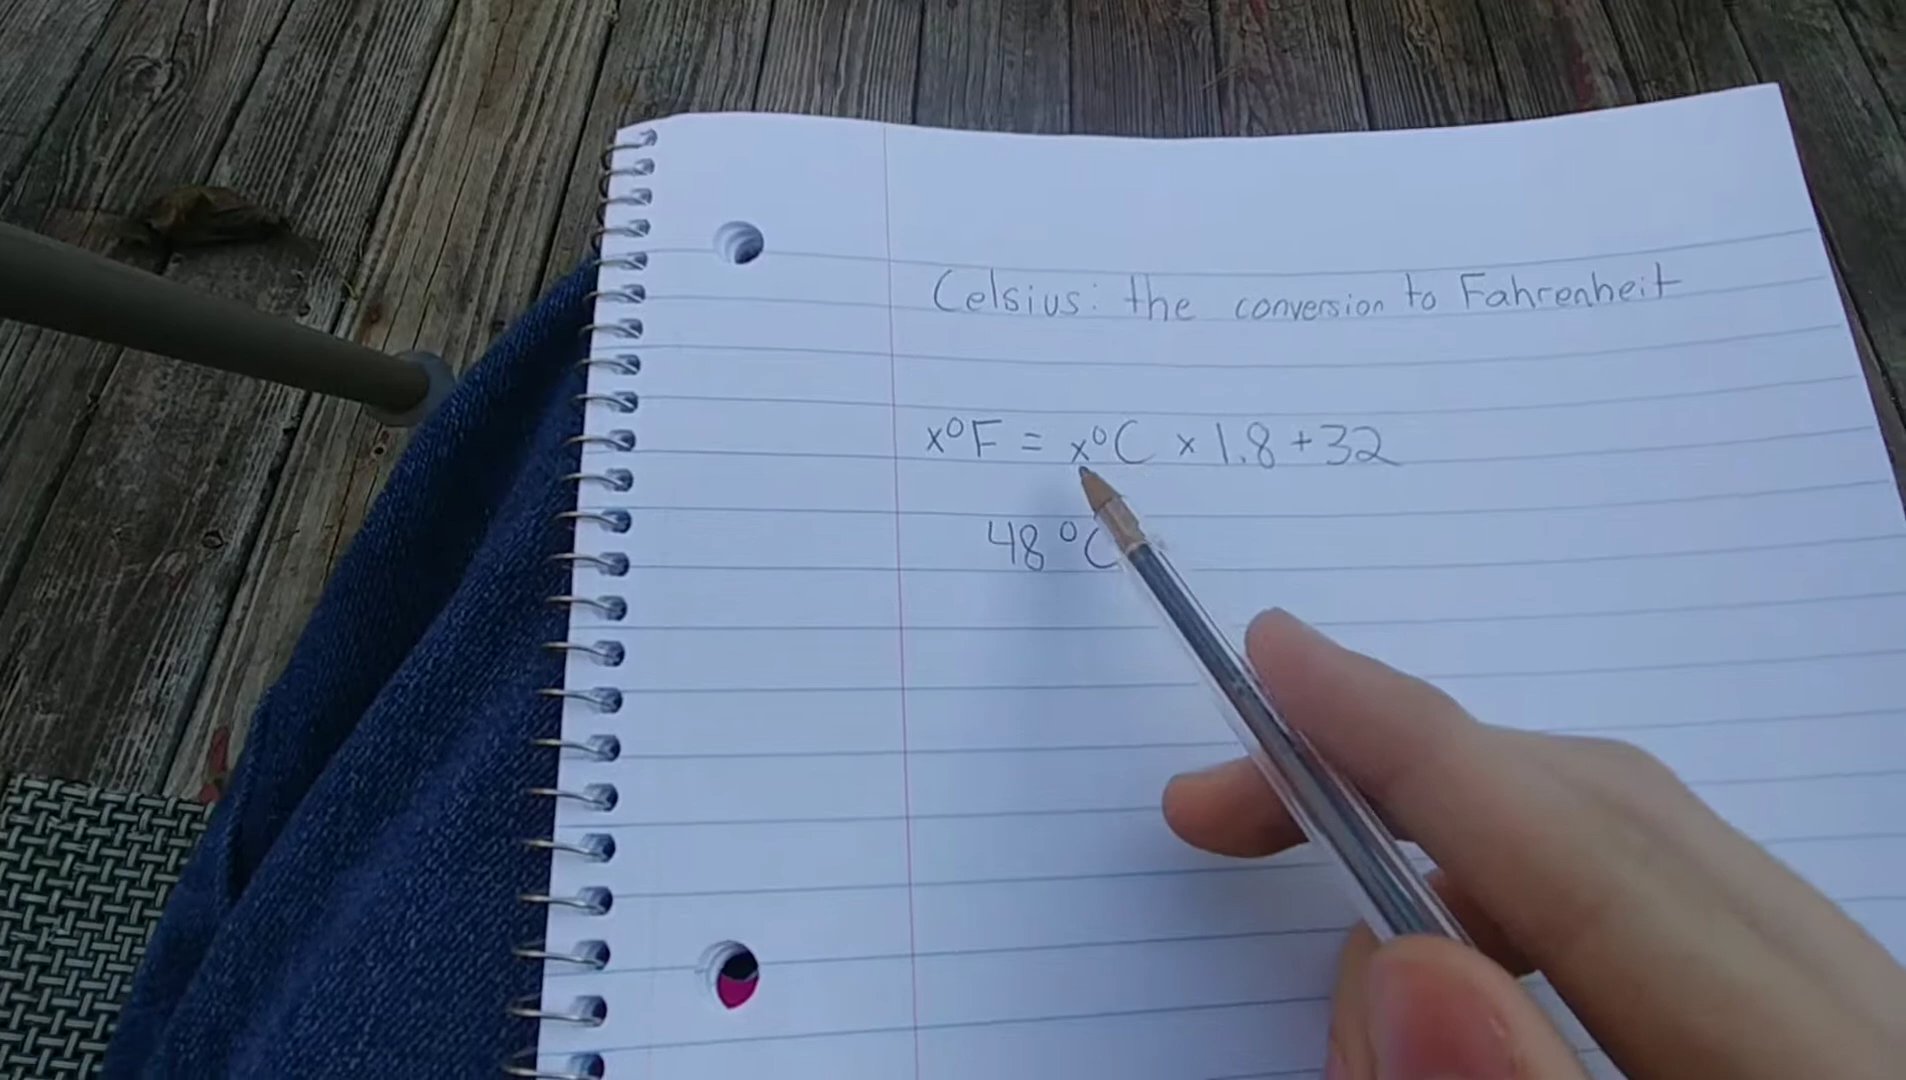 Celsius: the conversion to Fahrenheit
x°F = x°C × 1.8 + 32
48°C